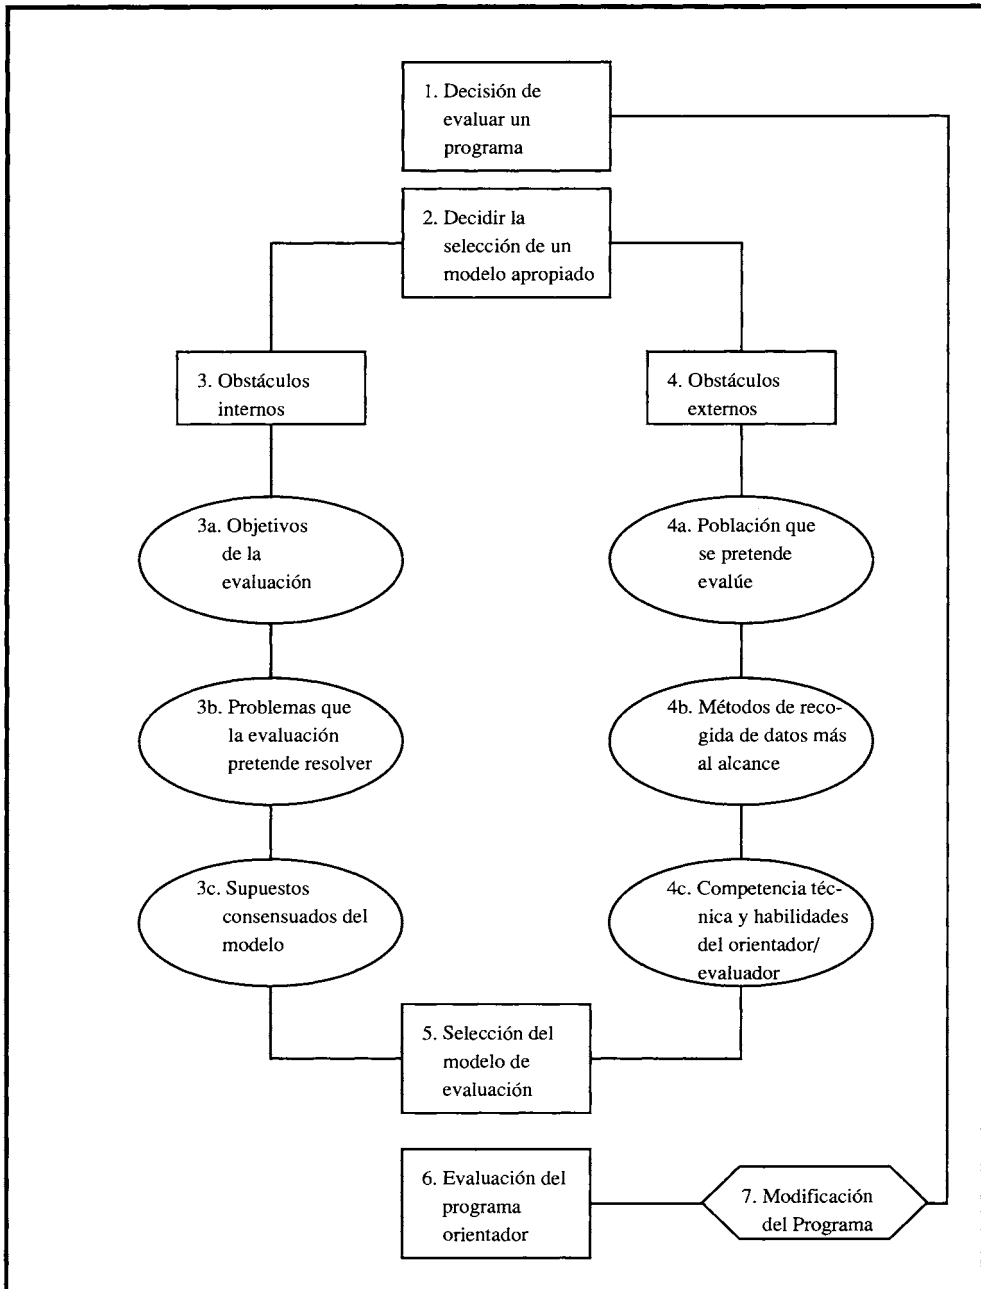 1. Decisión de
evaluar un
programa
2. Decidir la
selección de un
modelo apropiado
3. Obstáculos
internos
4. Obstáculos
externos
3a. Objetivos
de la
evaluación
4a. Población que
se pretende
evalúe
3b. Problemas que
la evaluación
pretende resolver
4b. Métodos de reco-
gida de datos más
al alcance
3c. Supuestos
consensuados del
modelo
4c. Competencia téc-
nica y habilidades
del orientador/
evaluador
5. Selección del
modelo de
evaluación
6. Evaluación del
programa
orientador
7. Modificación
del Programa